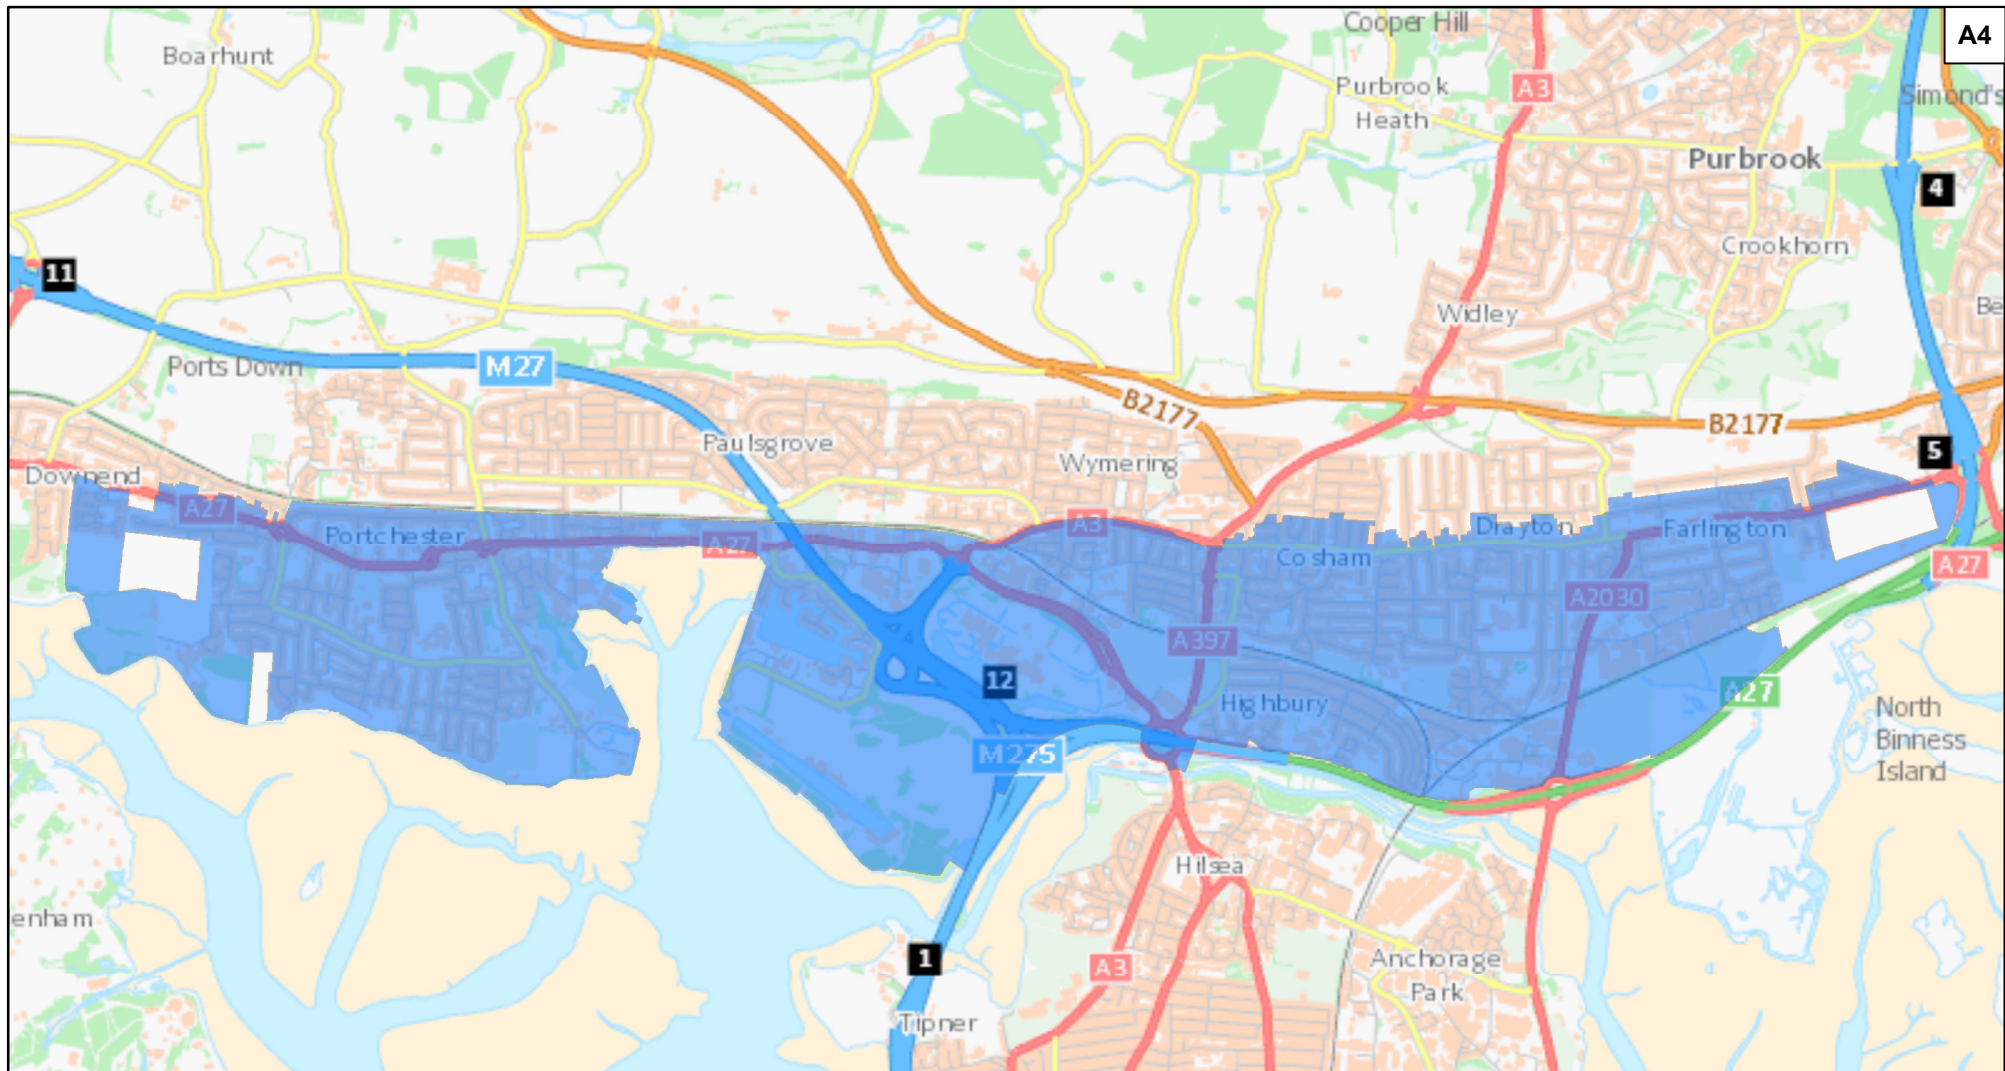 A4
Boarhunt
Cooper Hill
Purbrook
Heath
A3
Simond's
Purbrook
4
Crookhorn
11
Be
Widley
Ports Down
M27
B2177
B2177
Paulsgrove
Wymering
5
Downend
A27
Portchester
A27
A3
Cosham
Drayton
Farlington
A27
A2030
A397
12
Highbury
A27
North
Binness
Island
M275
Hilsea
enham
1
A3
Anchorage
Park
Tipner